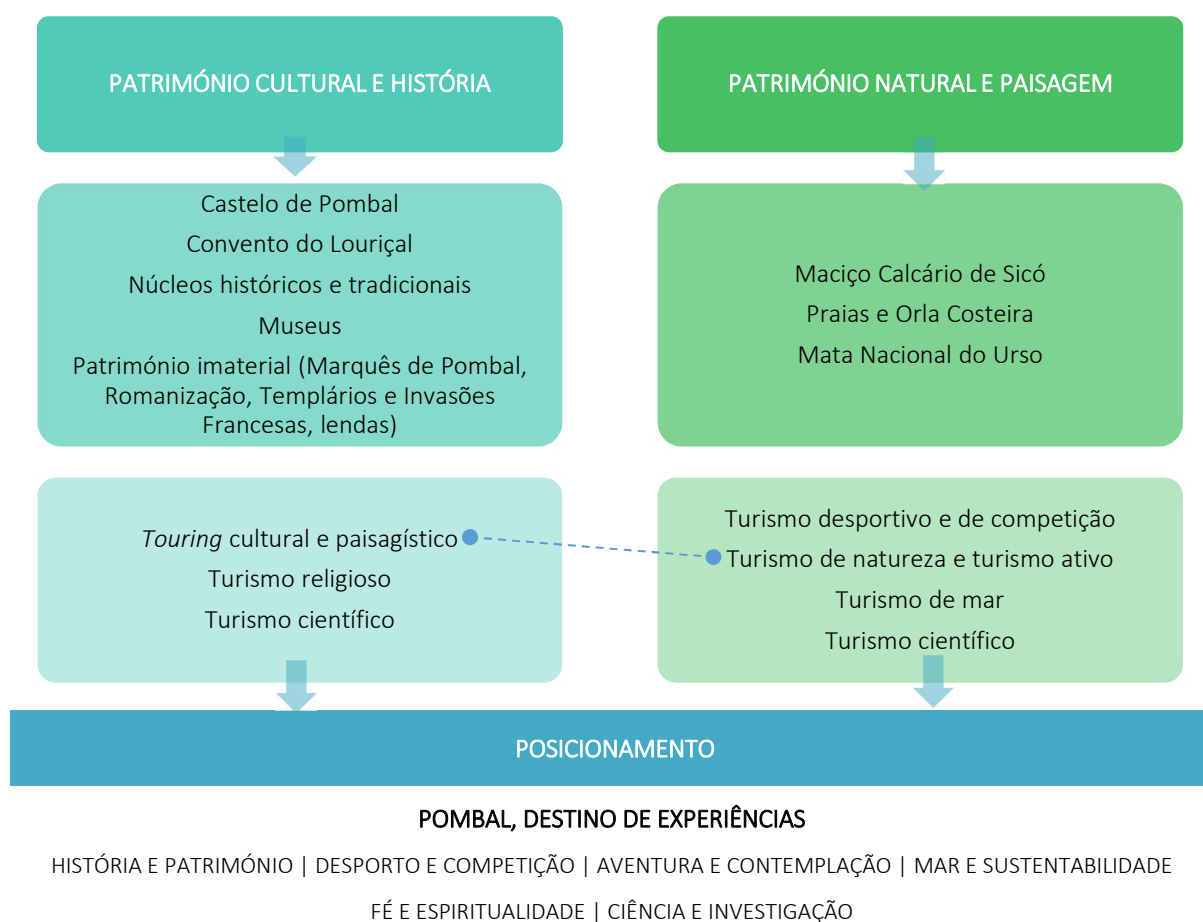 PATRIMÓNIO CULTURAL E HISTÓRIA
Castelo de Pombal
Convento do Louriçal
Núcleos históricos e tradicionais
Museus
Património imaterial (Marquês de Pombal,
Romanização, Templários e Invasões
Francesas, lendas)
Touring cultural e paisagístico
Turismo religioso
Turismo científico
PATRIMÓNIO NATURAL E PAISAGEM
Maciço Calcário de Sicó
Praias e Orla Costeira
Mata Nacional do Urso
Turismo desportivo e de competição
Turismo de natureza e turismo ativo
Turismo de mar
Turismo científico
POSICIONAMENTO
POMBAL, DESTINO DE EXPERIÊNCIAS
HISTÓRIA E PATRIMÓNIO | DESPORTO E COMPETIÇÃO | AVENTURA E CONTEMPLAÇÃO | MAR E SUSTENTABILIDADE
FÉ E ESPIRITUALIDADE | CIÊNCIA E INVESTIGAÇÃO